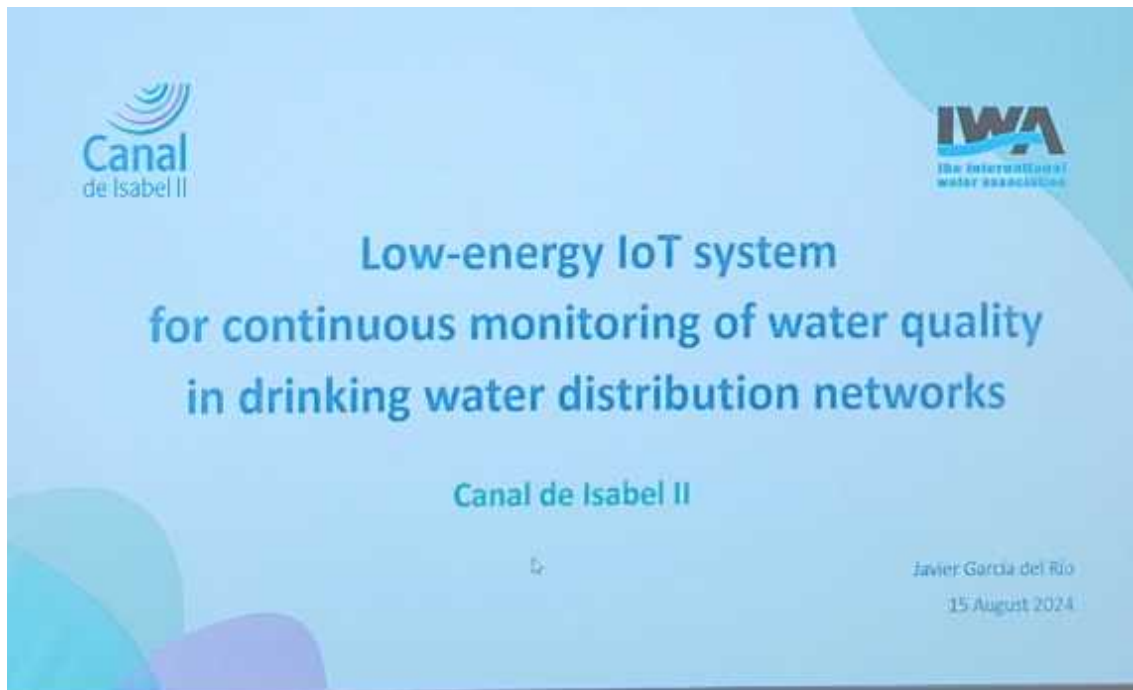 Canal
de Isabel II
IWA
the international
water association
Low-energy IoT system
for continuous monitoring of water quality
in drinking water distribution networks
Canal de Isabel II
Javier García del Río
15 August 2024